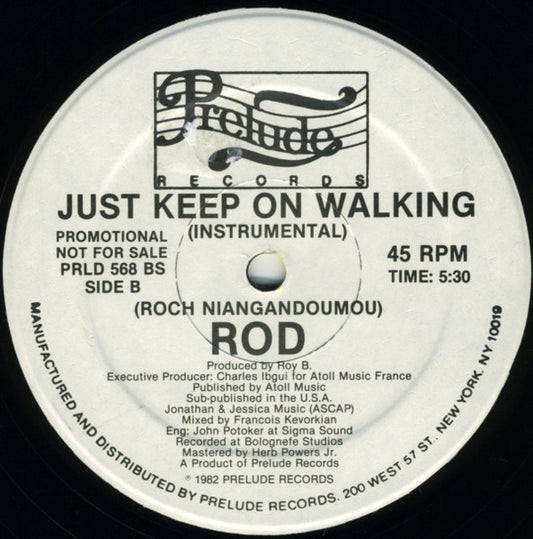 Prelude
RECORDS
JUST KEEP ON WALKING
(INSTRUMENTAL)
PROMOTIONAL
NOT FOR SALE
PRLD 568 BS
SIDE B
45 RPM
TIME: 5:30
(ROCH NIANGANDOUMOU)
ROD
Produced by Roy B.
Executive Producer: Charles Ibgui for Atoll Music France
Published by Atoll Music
Sub-published in the U.S.A.
Jonathan & Jessica Music (ASCAP)
Mixed by Francois Kevorkian
Eng: John Potoker at Sigma Sound
Recorded at Bolognefe Studios
Mastered by Herb Powers Jr.
A Product of Prelude Records
℗ 1982 PRELUDE RECORDS
MANUFACTURED AND DISTRIBUTED BY PRELUDE RECORDS. 200 WEST 57 ST. NEW YORK. NY 10019